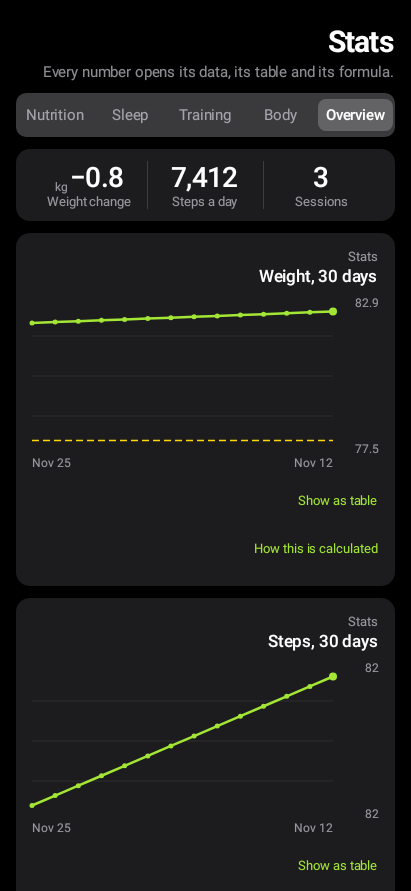 Stats
Every number opens its data, its table and its formula.
Nutrition Sleep Training Body Overview
kg −0.8 7,412 3
Weight change Steps a day Sessions
Stats
Weight, 30 days
82.9
77.5
Nov 25 Nov 12
Show as table
How this is calculated
Stats
Steps, 30 days
82
82
Nov 25 Nov 12
Show as table